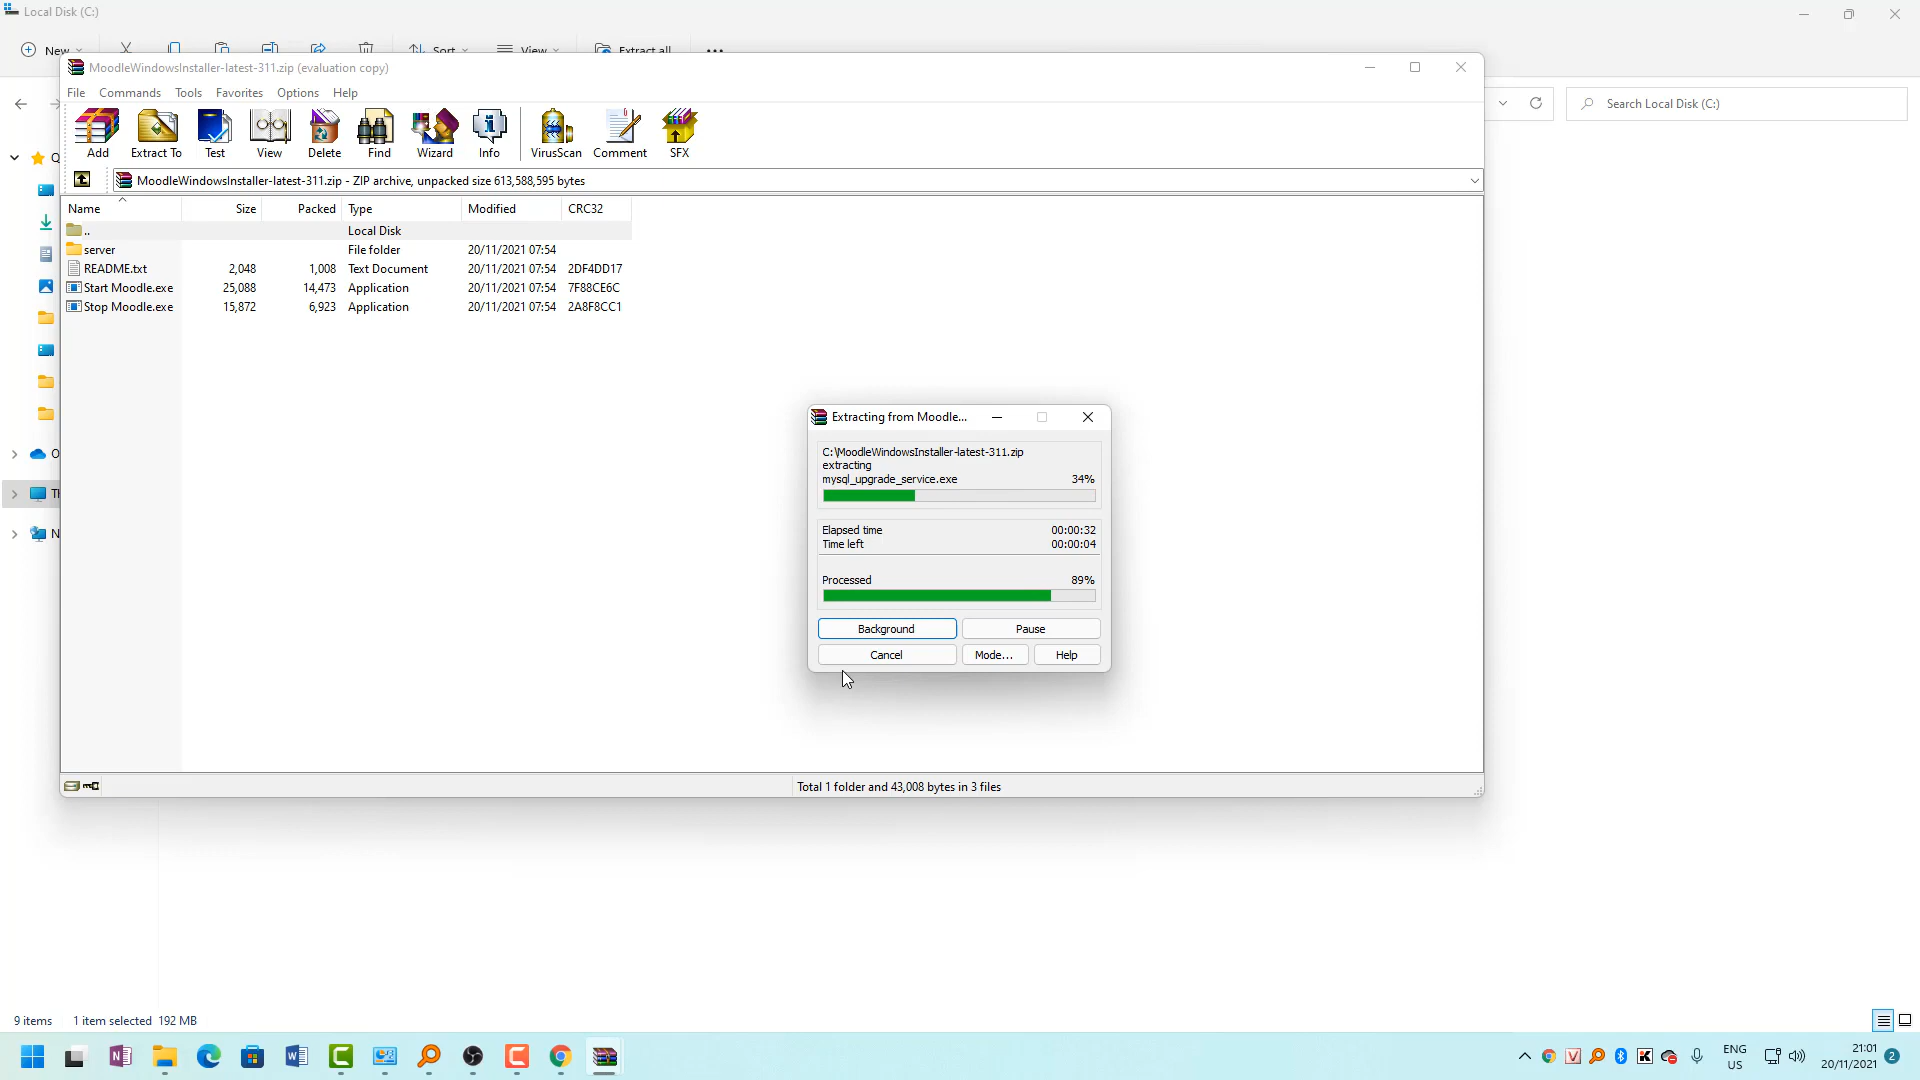 Local Disk (C:)
New
Sort
View
Extract all
MoodleWindowsInstaller-latest-311.zip (evaluation copy)
File Commands Tools Favorites Options Help
Search Local Disk (C:)
Add
Extract To
Test
View
Delete
Find
Wizard
Info
VirusScan
Comment
SFX
MoodleWindowsInstaller-latest-311.zip - ZIP archive, unpacked size 613,588,595 bytes
Name Size Packed Type Modified CRC32
.. Local Disk
server File folder 20/11/2021 07:54
README.txt 2,048 1,008 Text Document 20/11/2021 07:54 2DF4DD17
Start Moodle.exe 25,088 14,473 Application 20/11/2021 07:54 7F88CE6C
Stop Moodle.exe 15,872 6,923 Application 20/11/2021 07:54 2A8F8CC1
Extracting from Moodle...
C:\MoodleWindowsInstaller-latest-311.zip
extracting
mysql_upgrade_service.exe 34%
Elapsed time 00:00:32
Time left 00:00:04
Processed 89%
Background Pause
Cancel Mode... Help
Total 1 folder and 43,008 bytes in 3 files
9 items 1 item selected 192 MB
ENG
US
21:01
20/11/2021
2